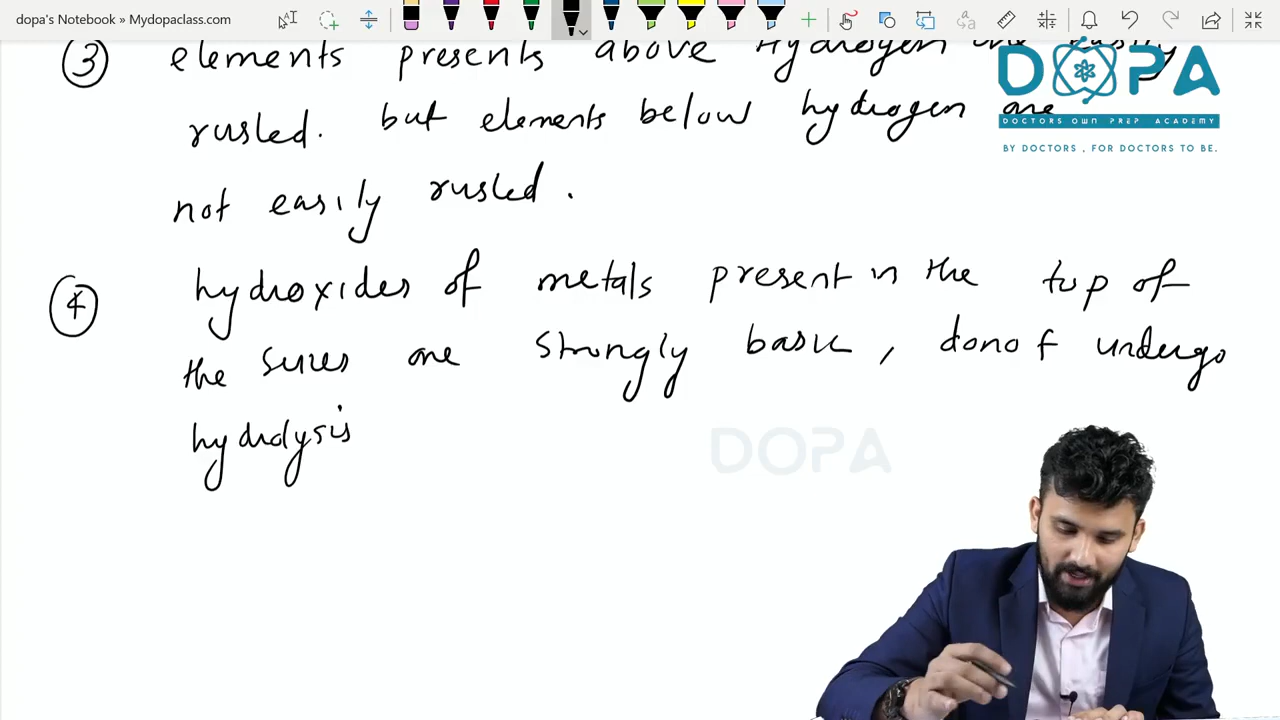 dopa's Notebook » Mydopaclass.com
③ elements presents above Hydrogen are easily
DOPA
rusted. but elements below hydrogen are
DOCTORS OWN PREP ACADEMY
BY DOCTORS , FOR DOCTORS TO BE.
not easily rusted.
④ hydroxides of metals present in the top of
the series are strongly basic, donot undergo
hydrolysis
DOPA